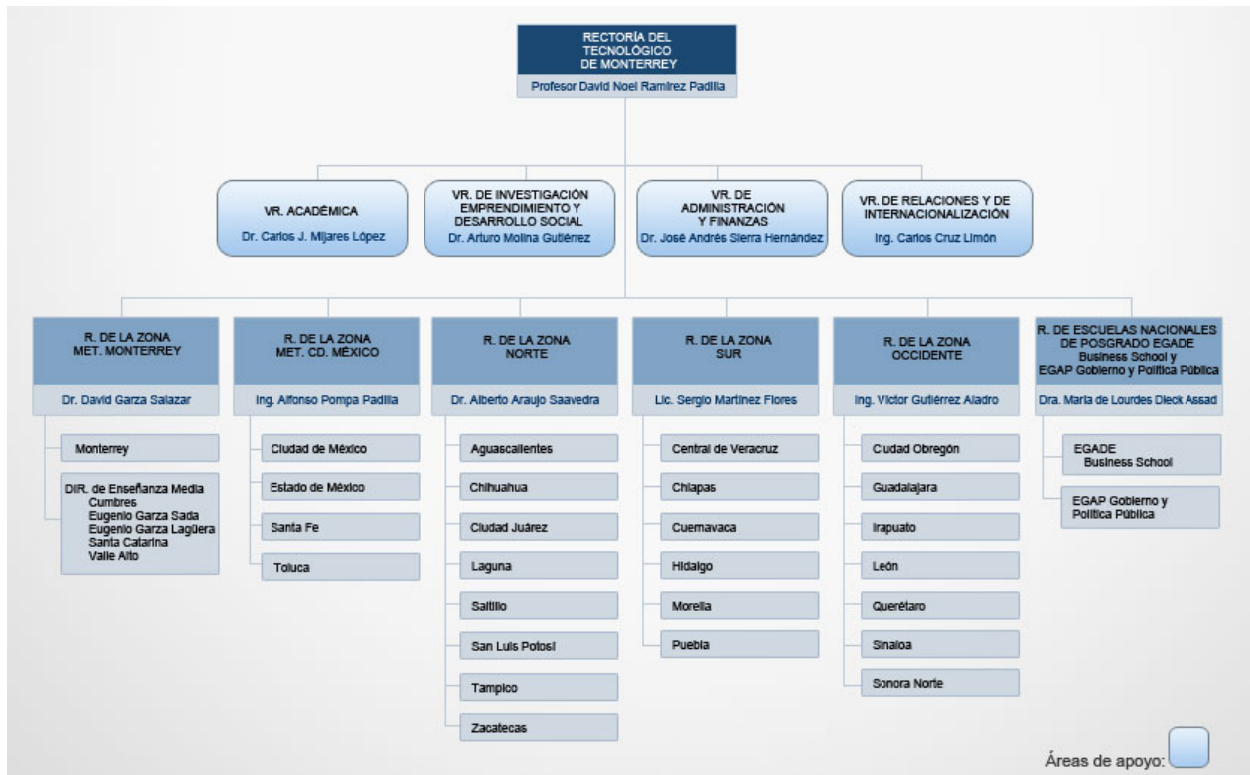 RECTORÍA DEL
TECNOLÓGICO
DE MONTERREY
Profesor David Noel Ramírez Padilla
VR. ACADÉMICA
Dr. Carlos J. Mijares López
VR. DE INVESTIGACIÓN
EMPRENDIMIENTO Y
DESARROLLO SOCIAL
Dr. Arturo Molina Gutiérrez
VR. DE
ADMINISTRACIÓN
Y FINANZAS
Dr. José Andrés Sierra Hernández
VR. DE RELACIONES Y DE
INTERNACIONALIZACIÓN
Ing. Carlos Cruz Limón
R. DE LA ZONA
MET. MONTERREY
Dr. David Garza Salazar
Monterrey
DIR. de Enseñanza Media
Cumbres
Eugenio Garza Sada
Eugenio Garza Lagüera
Santa Catarina
Valle Alto
R. DE LA ZONA
MET. CD. MÉXICO
Ing. Alfonso Pompa Padilla
Ciudad de México
Estado de México
Santa Fe
Toluca
R. DE LA ZONA
NORTE
Dr. Alberto Araujo Saavedra
Aguascalientes
Chihuahua
Ciudad Juárez
Laguna
Saltillo
San Luis Potosí
Tampico
Zacatecas
R. DE LA ZONA
SUR
Lic. Sergio Martínez Flores
Central de Veracruz
Chiapas
Cuernavaca
Hidalgo
Morelia
Puebla
R. DE LA ZONA
OCCIDENTE
Ing. Víctor Gutiérrez Aladro
Cudad Obregón
Guadalajara
Irapuato
León
Querétaro
Sinaloa
Sonora Norte
R. DE ESCUELAS NACIONALES
DE POSGRADO EGADE
Business School y
EGAP Gobierno y Política Pública
Dra. María de Lourdes Dieck Assad
EGADE
Business School
EGAP Gobierno y
Política Pública
Áreas de apoyo: